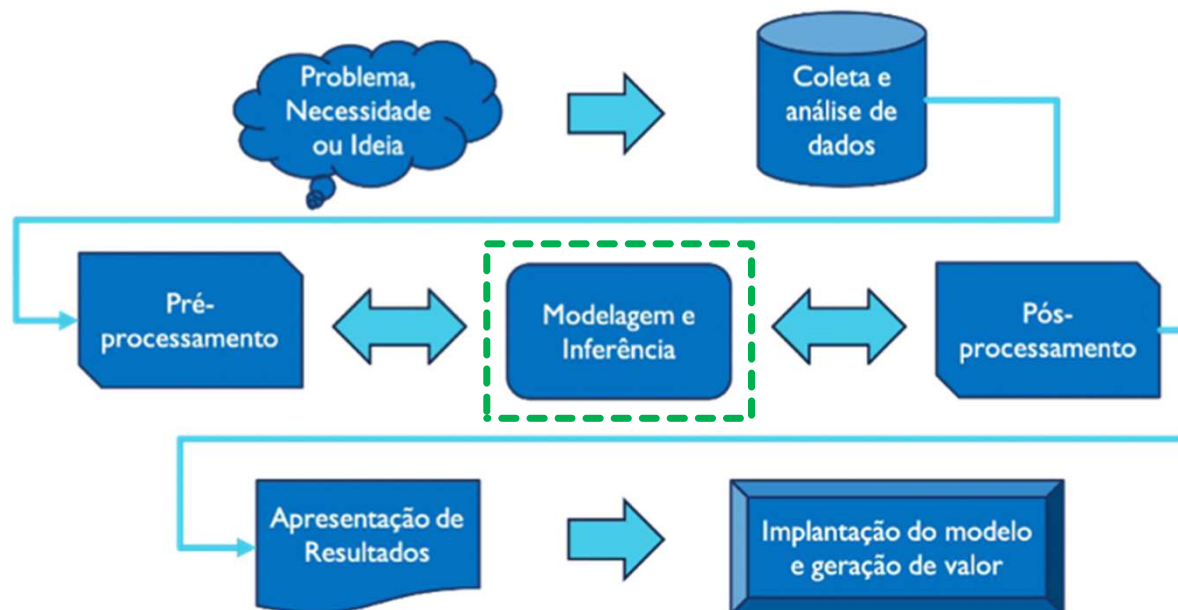 Problema,
Necessidade
ou Ideia
Coleta e
análise de
dados
Pré-
processamento
Modelagem e
Inferência
Pós-
processamento
Apresentação de
Resultados
Implantação do modelo
e geração de valor